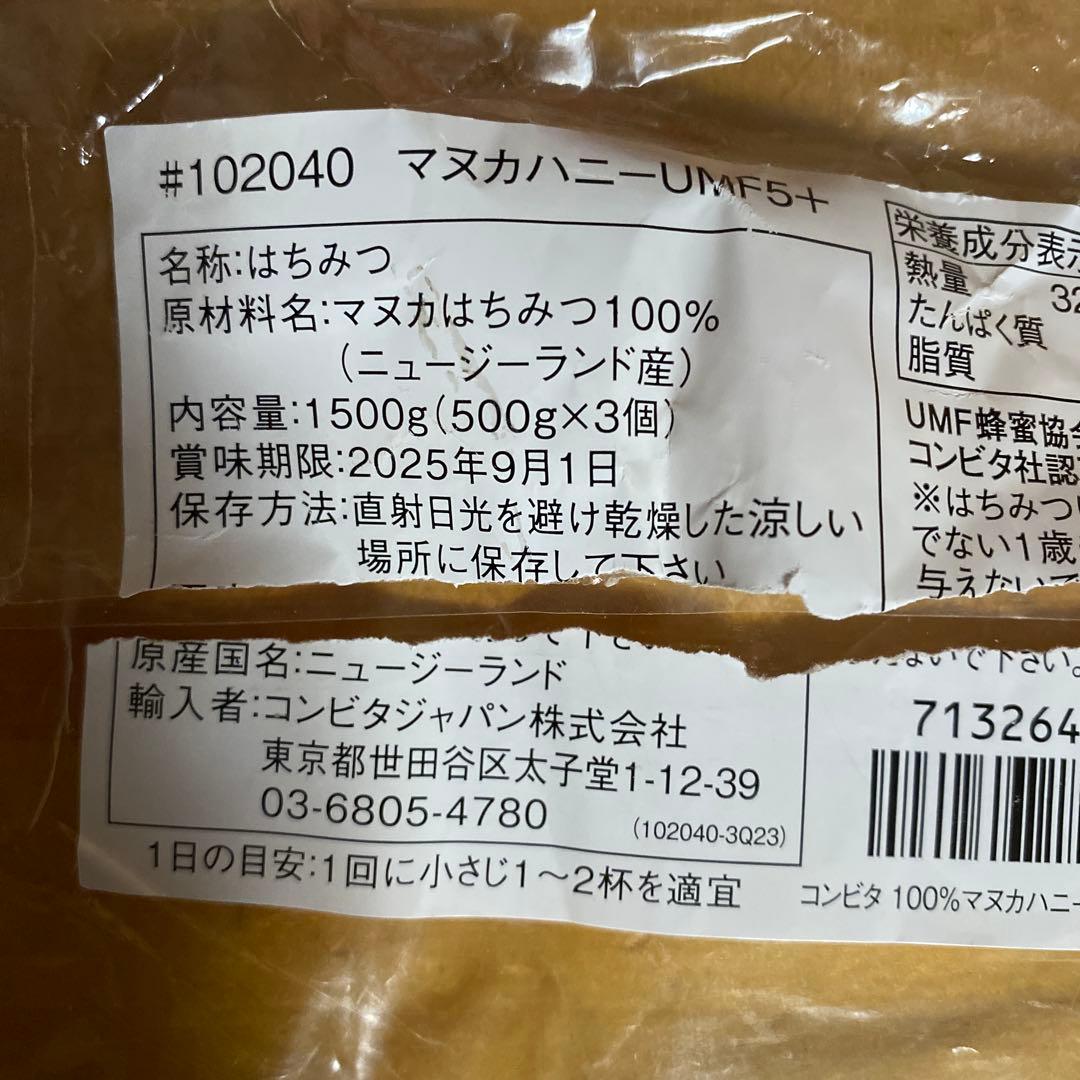 #102040 マヌカハニーUMF5+
名称:はちみつ
原材料名:マヌカはちみつ100%
(ニュージーランド産)
内容量:1500g(500g×3個)
賞味期限:2025年9月1日
保存方法:直射日光を避け乾燥した涼しい
場所に保存して下さい
原産国名:ニュージーランド
輸入者:コンビタジャパン株式会社
東京都世田谷区太子堂1-12-39
03-6805-4780
(102040-3Q23)
1日の目安:1回に小さじ1〜2杯を適宜
栄養成分表示
熱量 32
たんぱく質
脂質
UMF蜂蜜協会
コンビタ社認
※はちみつ
でない1歳
与えないで
ないで下さい
713264
コンビタ 100%マヌカハニー